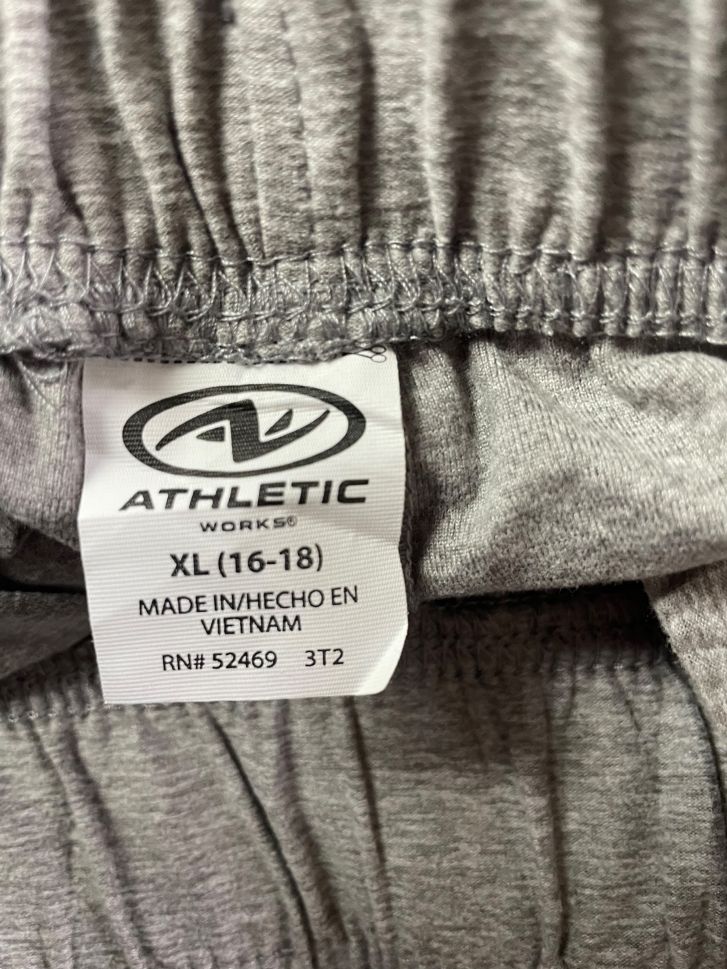 ATHLETIC
WORKS®
XL (16-18)
MADE IN/HECHO EN
VIETNAM
RN# 52469 3T2